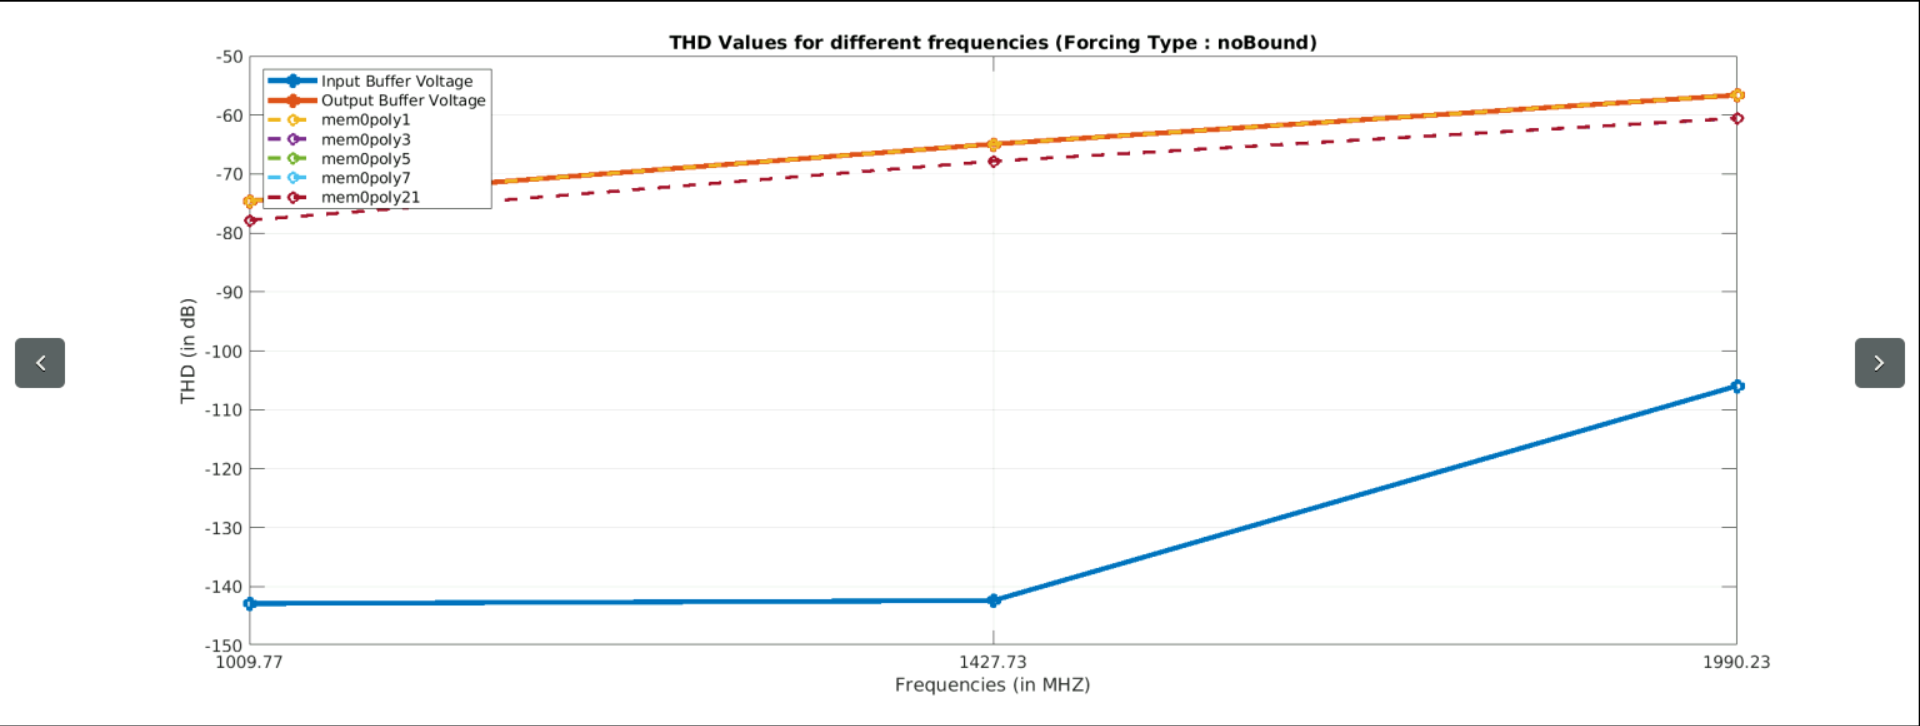 THD Values for different frequencies (Forcing Type : noBound)
-50
-60
-70
-80
-90
-100
-110
-120
-130
-140
-150
THD (in dB)
Input Buffer Voltage
Output Buffer Voltage
mem0poly1
mem0poly3
mem0poly5
mem0poly7
mem0poly21
1009.77
1427.73
1990.23
Frequencies (in MHZ)